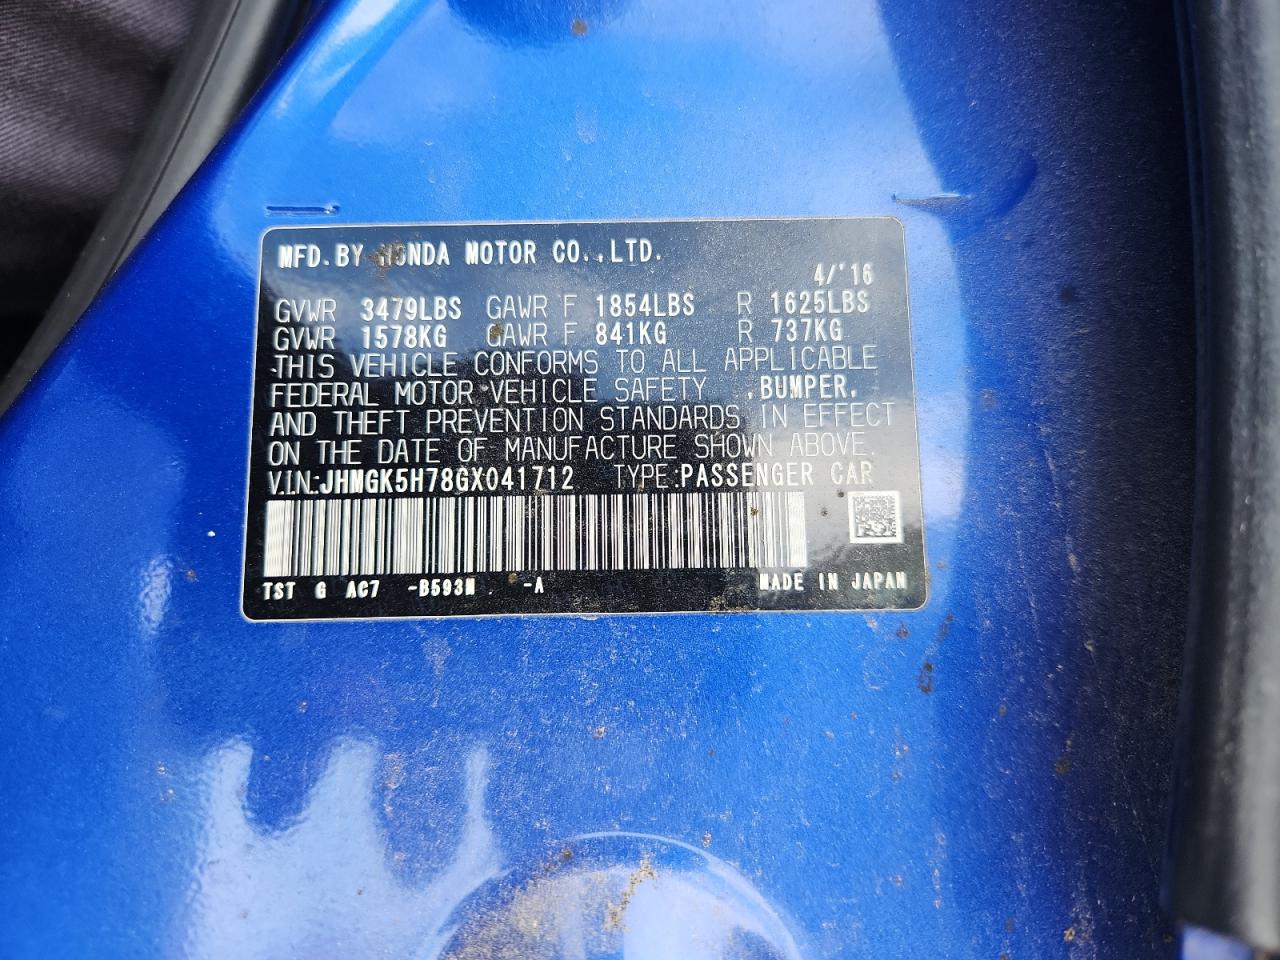 MFD. BY HONDA MOTOR CO.,LTD.
4/'16
GVWR 3479LBS GAWR F 1854LBS R 1625LBS
GVWR 1578KG GAWR F 841KG R 737KG
THIS VEHICLE CONFORMS TO ALL APPLICABLE
FEDERAL MOTOR VEHICLE SAFETY ,BUMPER,
AND THEFT PREVENTION STANDARDS IN EFFECT
ON THE DATE OF MANUFACTURE SHOWN ABOVE.
V.I.N.:JHMGK5H78GX041712 TYPE:PASSENGER CAR
TST G AC7 -B593M -A MADE IN JAPAN